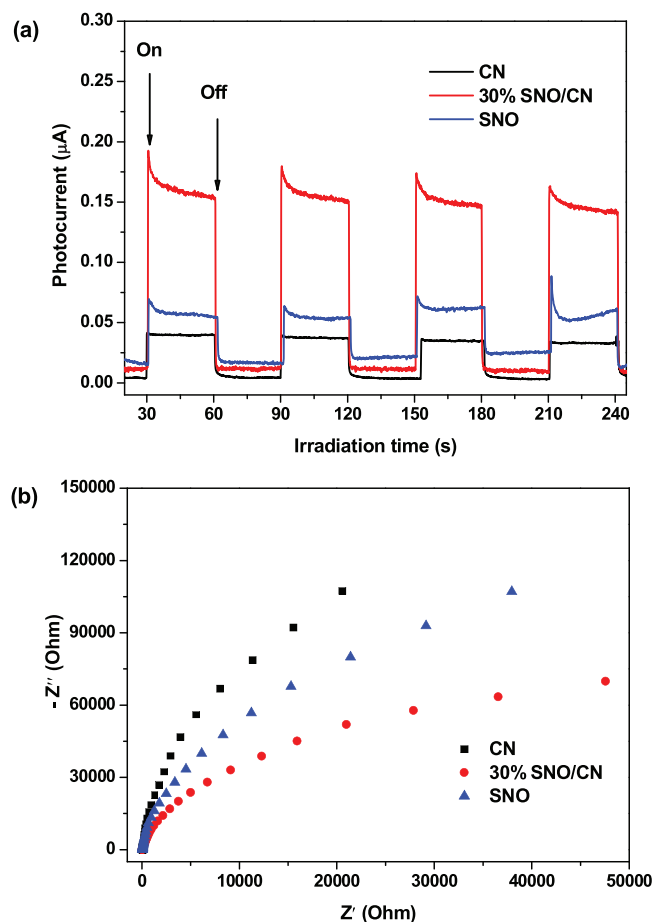 (a)
0.30
0.25
0.20
0.15
0.10
0.05
0.00
Photocurrent (μA)
On
Off
CN
30% SNO/CN
SNO
30 60 90 120 150 180 210 240
Irradiation time (s)
(b)
150000
120000
90000
60000
30000
0
-Z'' (Ohm)
CN
30% SNO/CN
SNO
0 10000 20000 30000 40000 50000
Z' (Ohm)